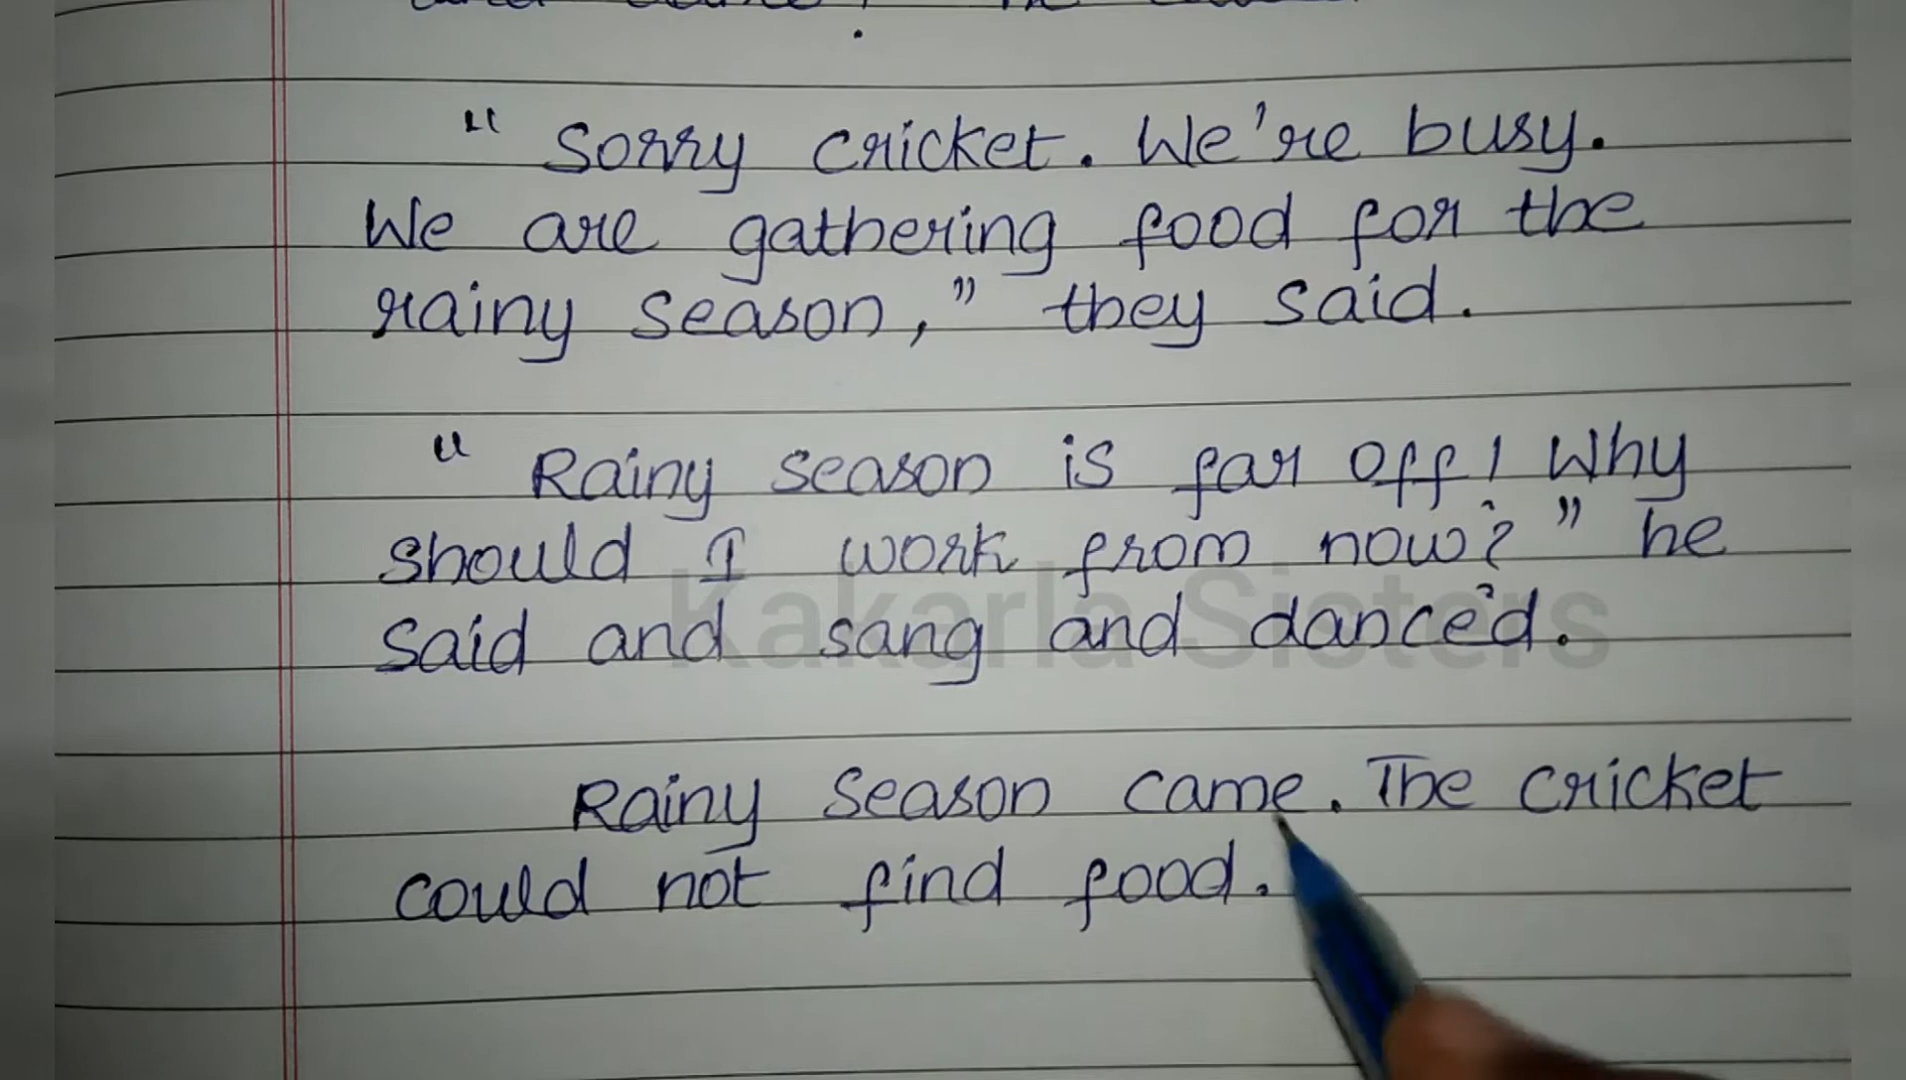 " Sorry cricket. We're busy.
We are gathering food for the
rainy season," they said.
" Rainy season is far off! Why
should I work from now?" he
said and sang and danced.
Kakarla Sisters
Rainy season came. The cricket
could not find food.